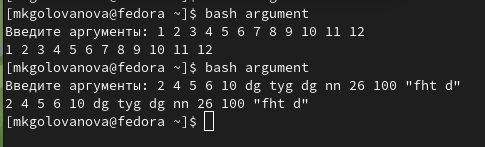 [mkgolovanova@fedora ~]$ bash argument
Введите аргументы: 1 2 3 4 5 6 7 8 9 10 11 12
1 2 3 4 5 6 7 8 9 10 11 12
[mkgolovanova@fedora ~]$ bash argument
Введите аргументы: 2 4 5 6 10 dg tyg dg nn 26 100 "fht d"
2 4 5 6 10 dg tyg dg nn 26 100 "fht d"
[mkgolovanova@fedora ~]$